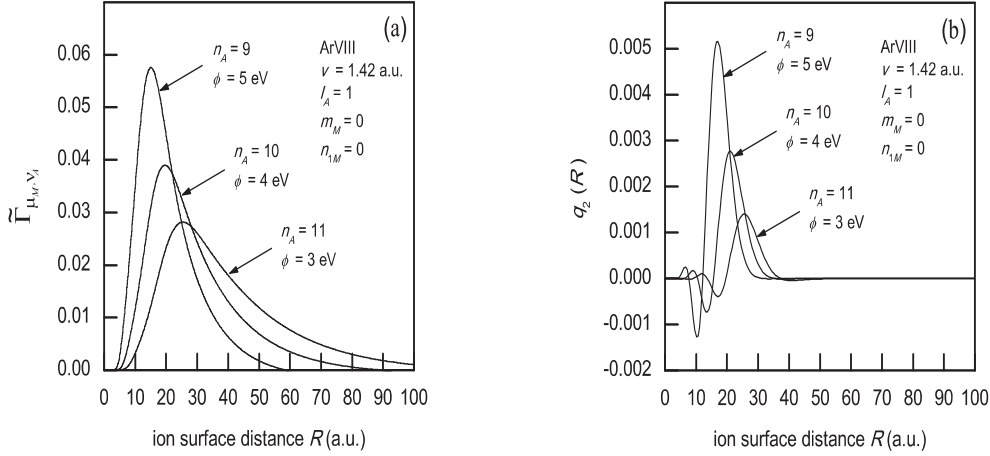 (a)
n_A = 9
ϕ = 5 eV
ArVIII
v = 1.42 a.u.
l_A = 1
m_M = 0
n_1M = 0
n_A = 10
ϕ = 4 eV
n_A = 11
ϕ = 3 eV
0.06
0.05
0.04
0.03
0.02
0.01
0.00
Γ̃_μM,νA
0 10 20 30 40 50 60 70 80 90 100
ion surface distance R (a.u.)
(b)
n_A = 9
ϕ = 5 eV
ArVIII
v = 1.42 a.u.
l_A = 1
m_M = 0
n_1M = 0
n_A = 10
ϕ = 4 eV
n_A = 11
ϕ = 3 eV
0.005
0.004
0.003
0.002
0.001
0.000
-0.001
-0.002
q_2 (R)
0 10 20 30 40 50 60 70 80 90 100
ion surface distance R (a.u.)